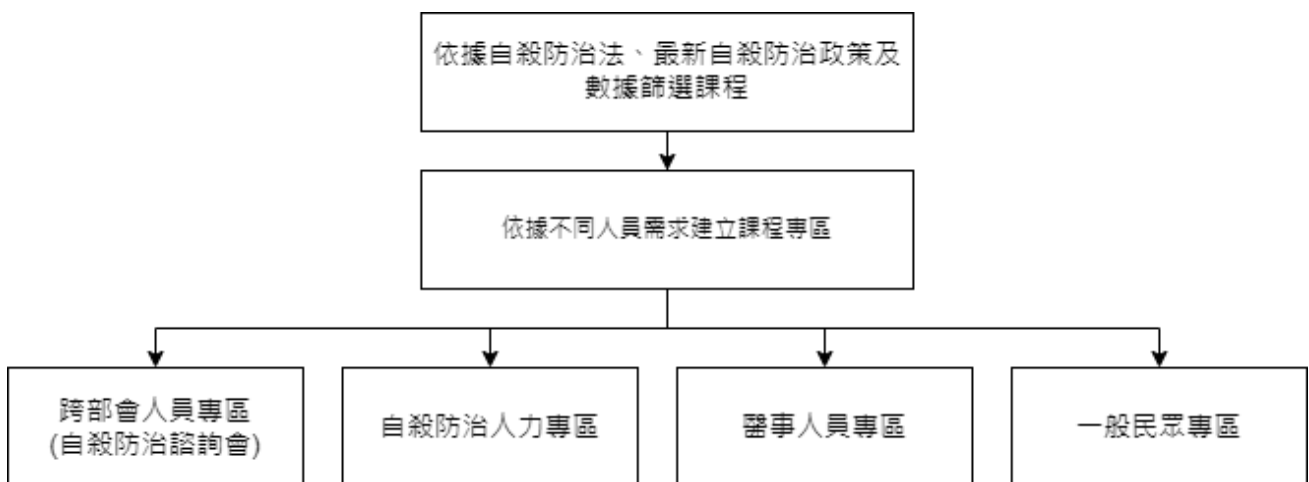 依據自殺防治法、最新自殺防治政策及
數據篩選課程
依據不同人員需求建立課程專區
跨部會人員專區
(自殺防治諮詢會)
自殺防治人力專區
醫事人員專區
一般民眾專區